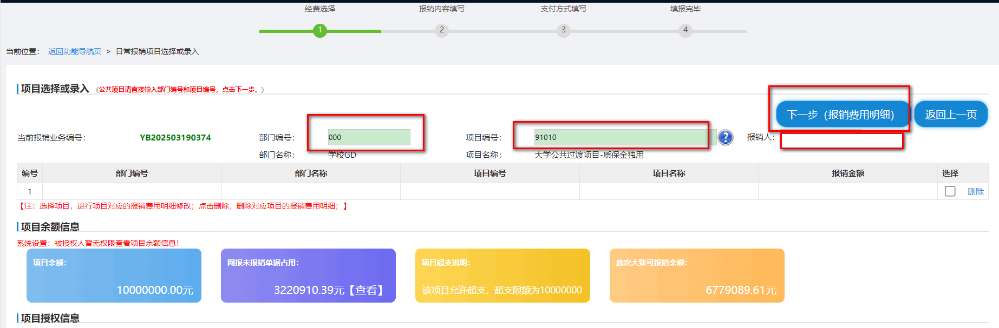 经费选择 报销内容填写 支付方式填写 填报完毕
1 2 3 4
当前位置： 返回功能导航页 > 日常报销项目选择或录入
项目选择或录入 （公共项目请直接输入部门编号和项目编号，点击下一步。）
下一步（报销费用明细） 返回上一页
当前报销业务编号： YB202503190374 部门编号： 000 项目编号： 91010 ? 报销人：
部门名称： 学校GD 项目名称： 大学公共过渡项目-质保金独用
编号 部门编号 部门名称 项目编号 项目名称 报销金额 选择
1 删除
【注：选择项目，进行项目对应的报销费用明细修改；点击删除，删除对应项目的报销费用明细；】
项目余额信息
系统设置：被授权人暂无权限查看项目余额信息！
项目余额： 网报未报销单据占用： 项目超支说明： 此次大致可报销余额：
10000000.00元 3220910.39元【查看】 该项目允许超支，超支限额为10000000 6779089.61元
项目授权信息